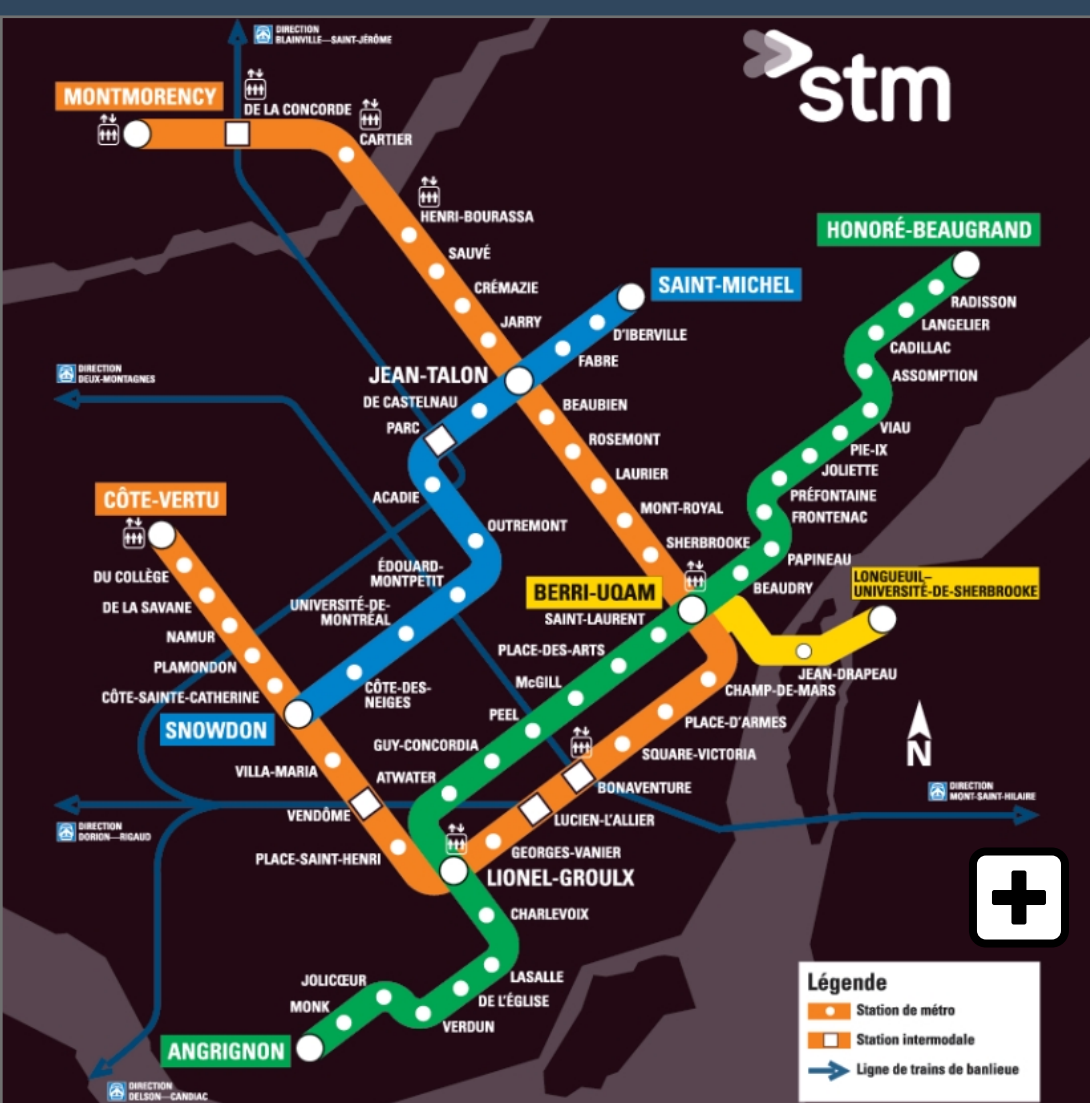 DIRECTION
BLAINVILLE—SAINT-JÉRÔME
stm
MONTMORENCY
DE LA CONCORDE
CARTIER
HENRI-BOURASSA
SAUVÉ
CRÉMAZIE
JARRY
HONORÉ-BEAUGRAND
RADISSON
LANGELIER
CADILLAC
ASSOMPTION
VIAU
PIE-IX
JOLIETTE
PRÉFONTAINE
FRONTENAC
PAPINEAU
BEAUDRY
SAINT-MICHEL
D'IBERVILLE
FABRE
JEAN-TALON
DE CASTELNAU
PARC
ACADIE
OUTREMONT
ÉDOUARD-
MONTPETIT
UNIVERSITÉ-DE-
MONTRÉAL
CÔTE-DES-
NEIGES
BEAUBIEN
ROSEMONT
LAURIER
MONT-ROYAL
SHERBROOKE
DIRECTION
DEUX-MONTAGNES
CÔTE-VERTU
DU COLLÈGE
DE LA SAVANE
NAMUR
PLAMONDON
CÔTE-SAINTE-CATHERINE
SNOWDON
VILLA-MARIA
VENDÔME
PLACE-SAINT-HENRI
BERRI-UQAM
LONGUEUIL–
UNIVERSITÉ-DE-SHERBROOKE
JEAN-DRAPEAU
SAINT-LAURENT
PLACE-DES-ARTS
McGILL
PEEL
GUY-CONCORDIA
ATWATER
CHAMP-DE-MARS
PLACE-D'ARMES
SQUARE-VICTORIA
BONAVENTURE
LUCIEN-L'ALLIER
GEORGES-VANIER
LIONEL-GROULX
N
DIRECTION
MONT-SAINT-HILAIRE
DIRECTION
DORION—RIGAUD
CHARLEVOIX
LASALLE
DE L'ÉGLISE
VERDUN
JOLICŒUR
MONK
ANGRIGNON
DIRECTION
DELSON—CANDIAC
Légende
Station de métro
Station intermodale
Ligne de trains de banlieue